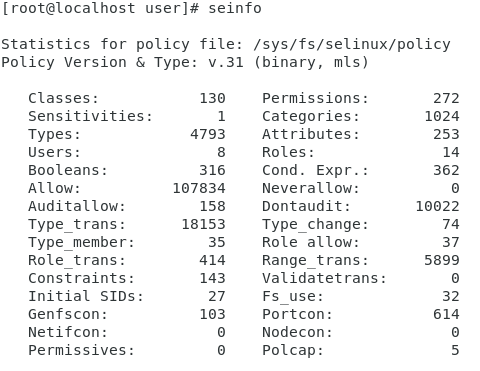 [root@localhost user]# seinfo
Statistics for policy file: /sys/fs/selinux/policy
Policy Version & Type: v.31 (binary, mls)
Classes: 130 Permissions: 272
Sensitivities: 1 Categories: 1024
Types: 4793 Attributes: 253
Users: 8 Roles: 14
Booleans: 316 Cond. Expr.: 362
Allow: 107834 Neverallow: 0
Auditallow: 158 Dontaudit: 10022
Type_trans: 18153 Type_change: 74
Type_member: 35 Role allow: 37
Role_trans: 414 Range_trans: 5899
Constraints: 143 Validatetrans: 0
Initial SIDs: 27 Fs_use: 32
Genfscon: 103 Portcon: 614
Netifcon: 0 Nodecon: 0
Permissives: 0 Polcap: 5